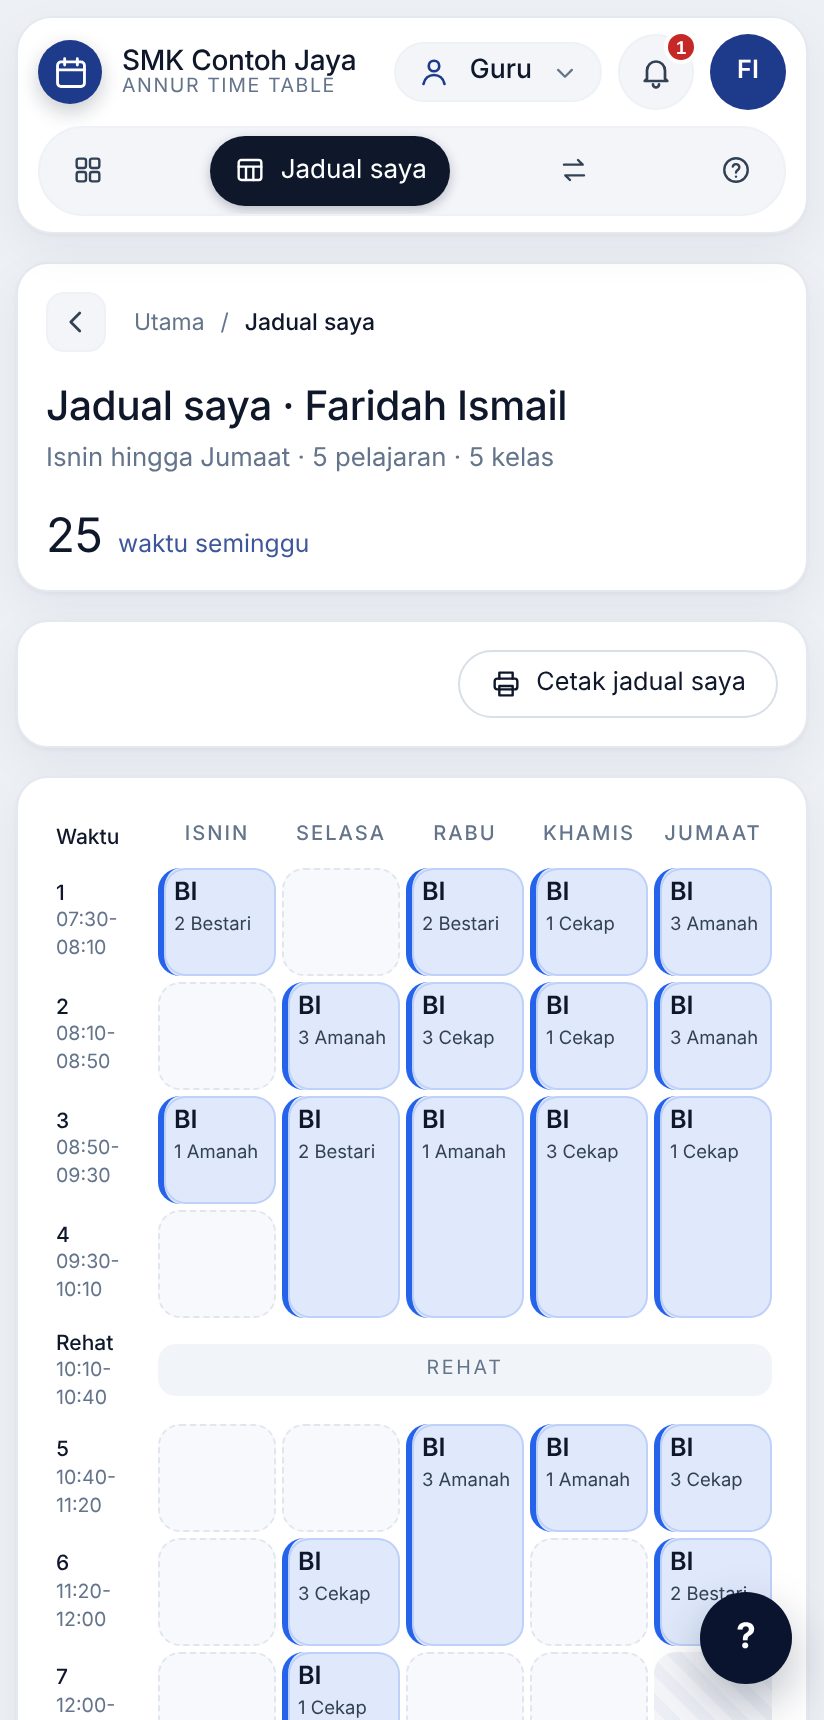 SMK Contoh Jaya
ANNUR TIME TABLE
Guru
1
FI
Jadual saya
Utama / Jadual saya
Jadual saya · Faridah Ismail
Isnin hingga Jumaat · 5 pelajaran · 5 kelas
25 waktu seminggu
Cetak jadual saya
Waktu ISNIN SELASA RABU KHAMIS JUMAAT
1 BI BI BI BI
07:30- 2 Bestari 2 Bestari 1 Cekap 3 Amanah
08:10
2 BI BI BI BI
08:10- 3 Amanah 3 Cekap 1 Cekap 3 Amanah
08:50
3 BI BI BI BI BI
08:50- 1 Amanah 2 Bestari 1 Amanah 3 Cekap 1 Cekap
09:30
4
09:30-
10:10
Rehat
10:10- REHAT
10:40
5 BI BI BI
10:40- 3 Amanah 1 Amanah 3 Cekap
11:20
6 BI BI
11:20- 3 Cekap 2 Bestari
12:00
?
7 BI
12:00- 1 Cekap